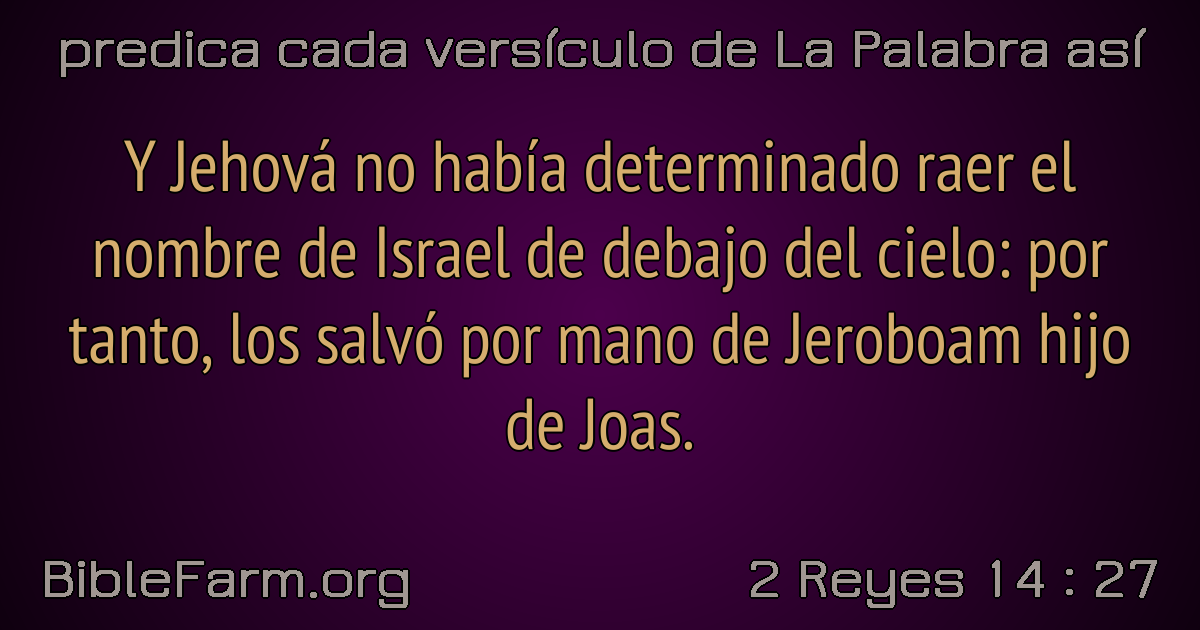 predica cada versículo de La Palabra así
Y Jehová no había determinado raer el
nombre de Israel de debajo del cielo: por
tanto, los salvó por mano de Jeroboam hijo
de Joas.
BibleFarm.org
2 Reyes 14 : 27